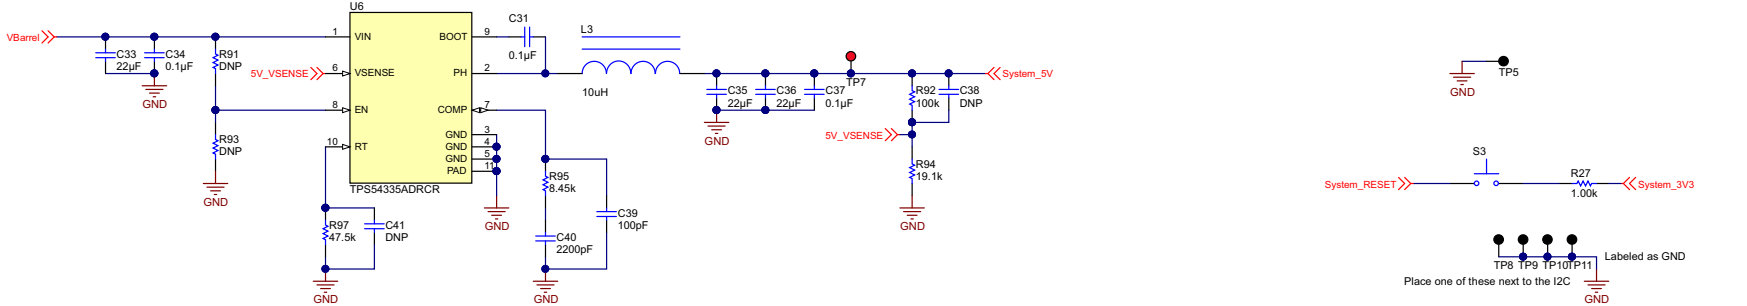 U6
VBarrel
C33
22µF
C34
0.1µF
R91
DNP
R93
DNP
GND
GND
5V_VSENSE
1
6
8
10
VIN
VSENSE
EN
RT
BOOT
PH
COMP
GND
GND
GND
PAD
9
2
7
3
4
5
11
TPS54335ADRCR
R97
47.5k
C41
DNP
GND
C31
0.1µF
L3
10uH
GND
R95
8.45k
C40
2200pF
C39
100pF
GND
C35
22µF
C36
22µF
C37
0.1µF
GND
TP7
R92
100k
C38
DNP
System_5V
5V_VSENSE
R94
19.1k
GND
TP5
GND
S3
System_RESET
R27
1.00k
System_3V3
TP8
TP9
TP10
TP11
Labeled as GND
Place one of these next to the I2C
GND